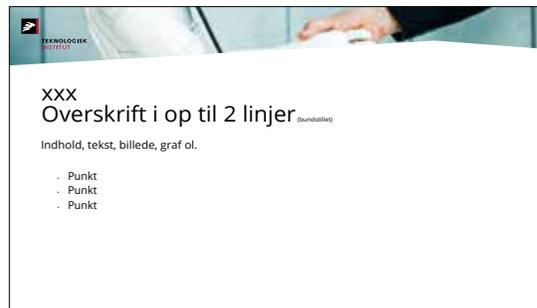 TEKNOLOGISK
INSTITUT
xxx
Overskrift i op til 2 linjer (bundstillet)
Indhold, tekst, billede, graf ol.
- Punkt
- Punkt
- Punkt